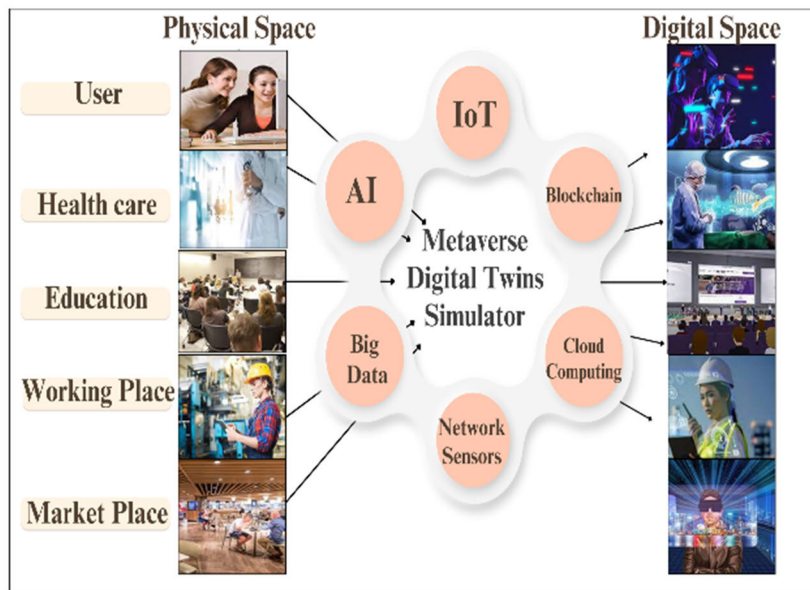 Physical Space
Digital Space
User
Health care
Education
Working Place
Market Place
IoT
AI
Blockchain
Metaverse
Digital Twins
Simulator
Big
Data
Cloud
Computing
Network
Sensors